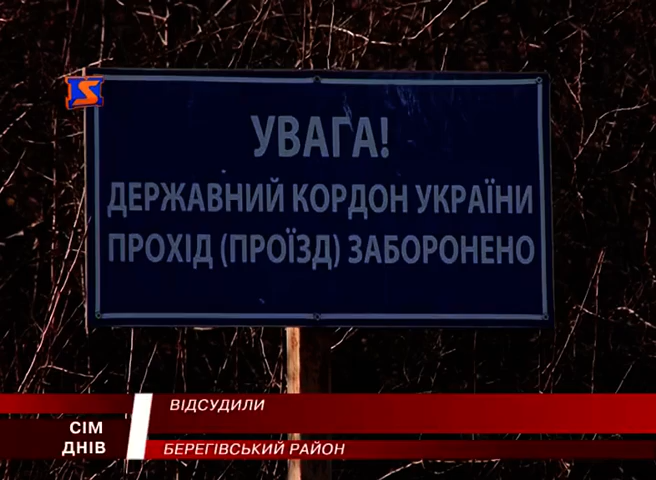 УВАГА!
ДЕРЖАВНИЙ КОРДОН УКРАЇНИ
ПРОХІД (ПРОЇЗД) ЗАБОРОНЕНО
ВІДСУДИЛИ
СІМ
ДНІВ
БЕРЕГІВСЬКИЙ РАЙОН